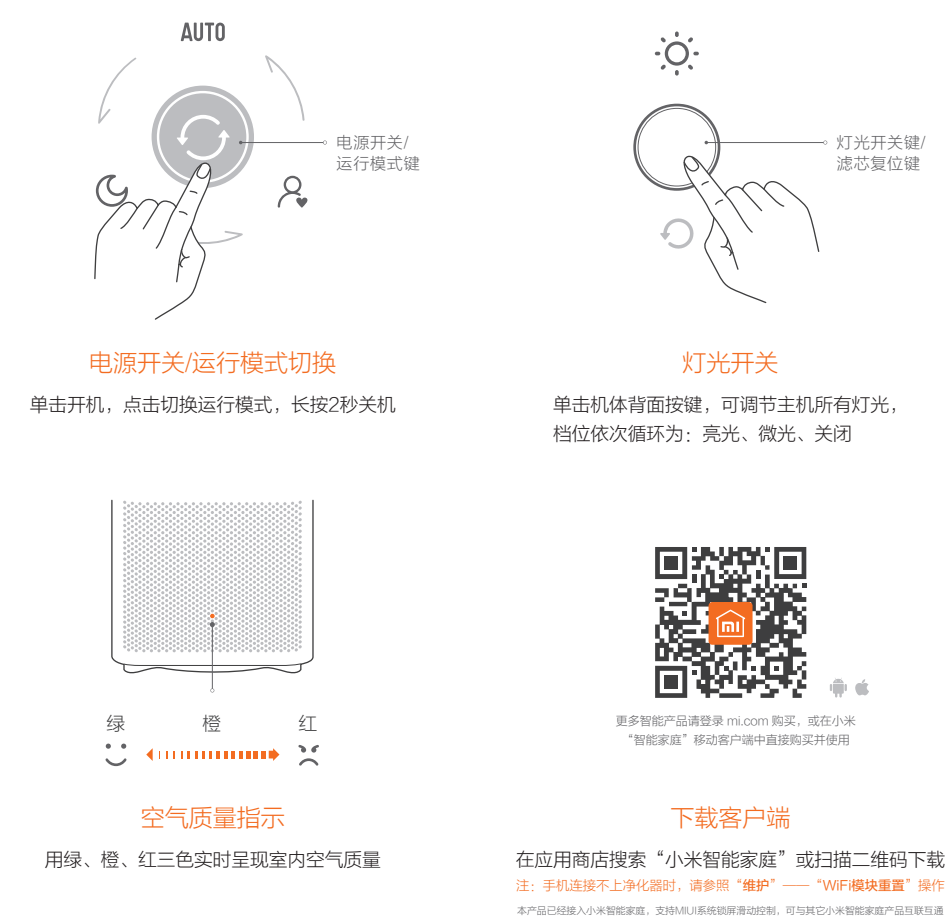 AUTO
电源开关/
运行模式键
电源开关/运行模式切换
单击开机，点击切换运行模式，长按2秒关机
灯光开关键/
滤芯复位键
灯光开关
单击机体背面按键，可调节主机所有灯光，
档位依次循环为：亮光、微光、关闭
绿 橙 红
空气质量指示
用绿、橙、红三色实时呈现室内空气质量
mi
更多智能产品请登录 mi.com 购买，或在小米
“智能家庭”移动客户端中直接购买并使用
下载客户端
在应用商店搜索“小米智能家庭”或扫描二维码下载
注：手机连接不上净化器时，请参照“维护”——“WiFi模块重置”操作
本产品已经接入小米智能家庭，支持MIUI系统锁屏滑动控制，可与其它小米智能家庭产品互联互通